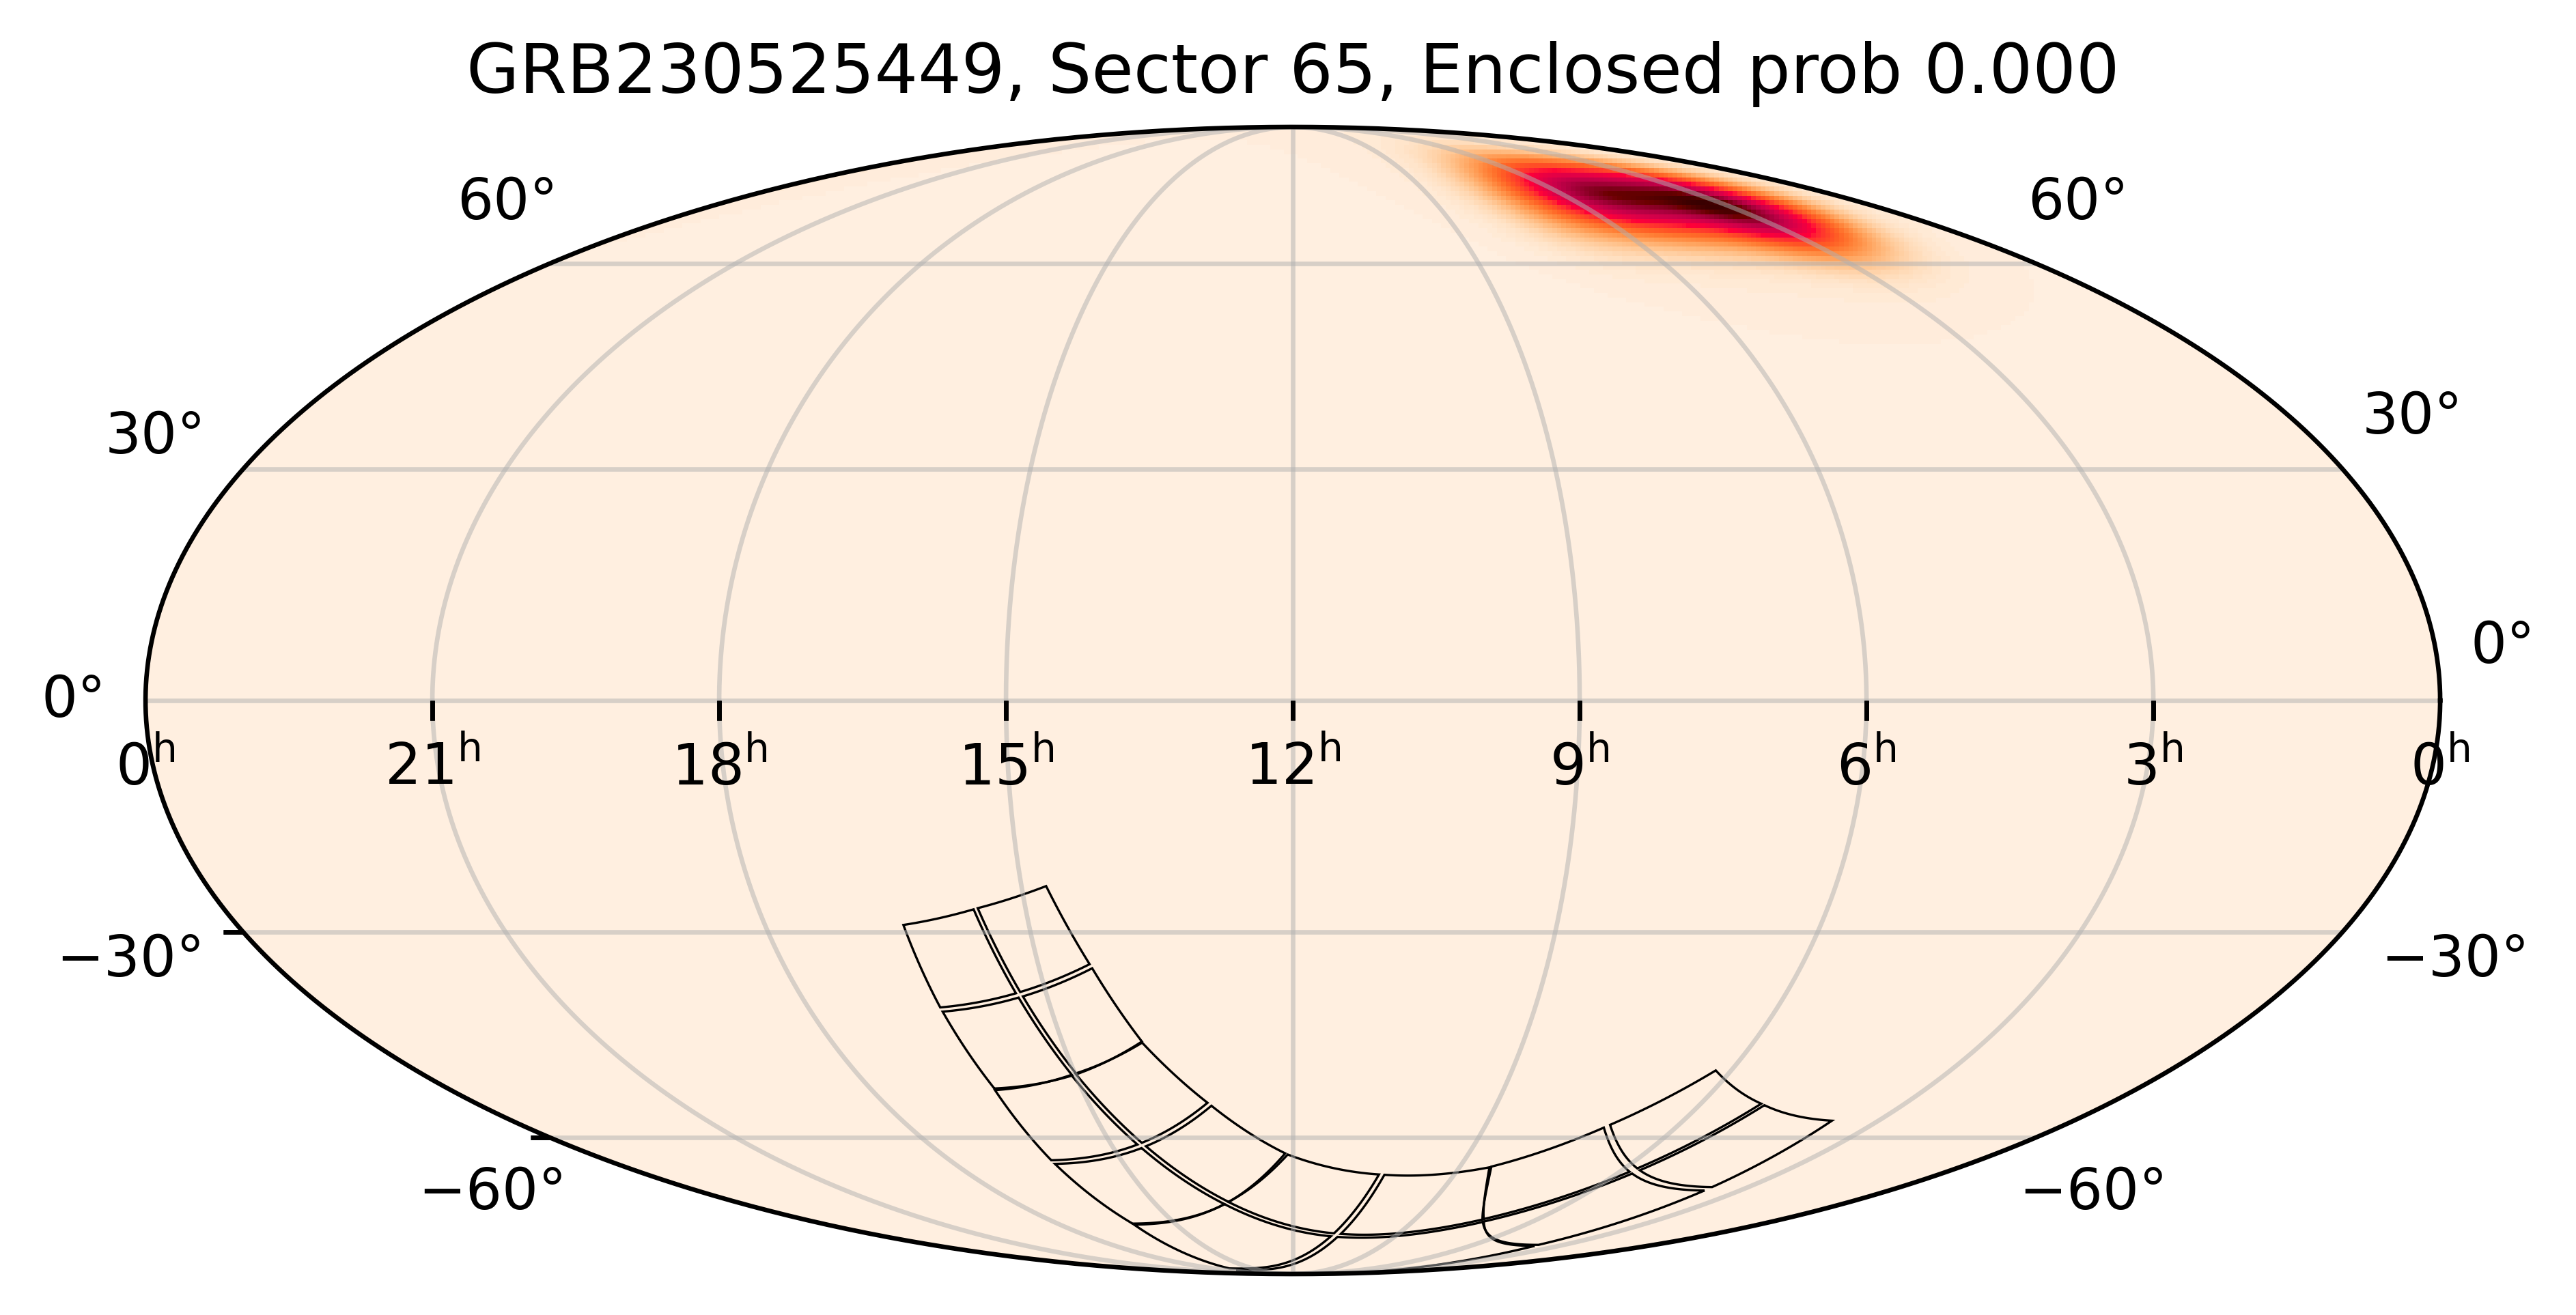 GRB230525449, Sector 65, Enclosed prob 0.000
60° 60°
30° 30°
0° 0°
0h 21h 18h 15h 12h 9h 6h 3h 0h
−30° −30°
−60° −60°